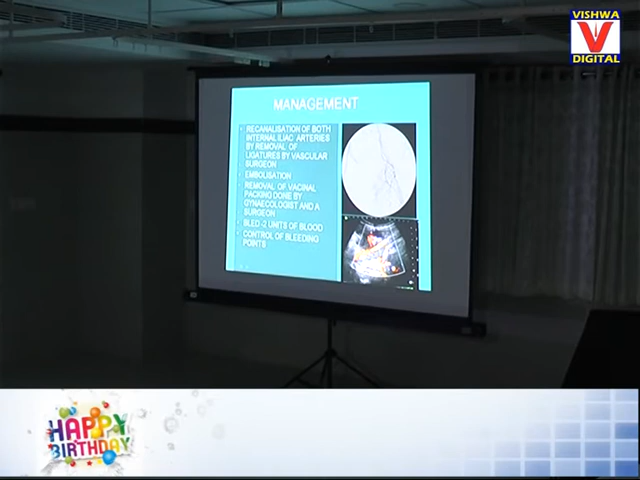 VISHWA
V
DIGITAL
MANAGEMENT
• RECANALISATION OF BOTH
INTERNAL ILIAC ARTERIES
BY REMOVAL OF
LIGATURES BY VASCULAR
SURGEON
• EMBOLISATION
• REMOVAL OF VAGINAL
PACKING DONE BY
GYNAECOLOGIST AND A
SURGEON
• BLED -2 UNITS OF BLOOD
• CONTROL OF BLEEDING
POINTS
HAPPY
BIRTHDAY